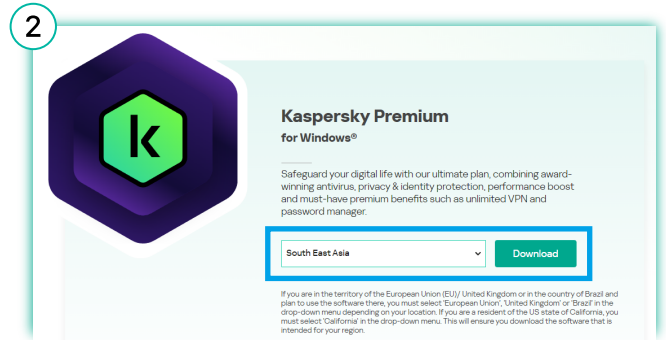 2
k
Kaspersky Premium
for Windows®
Safeguard your digital life with our ultimate plan, combining award-
winning antivirus, privacy & identity protection, performance boost
and must-have premium benefits such as unlimited VPN and
password manager.
South East Asia
Download
If you are in the territory of the European Union (EU)/ United Kingdom or in the country of Brazil and
plan to use the software there, you must select 'European Union', 'United Kingdom' or 'Brazil' in the
drop-down menu depending on your location. If you are a resident of the US state of California, you
must select 'California' in the drop-down menu. This will ensure you download the software that is
intended for your region.